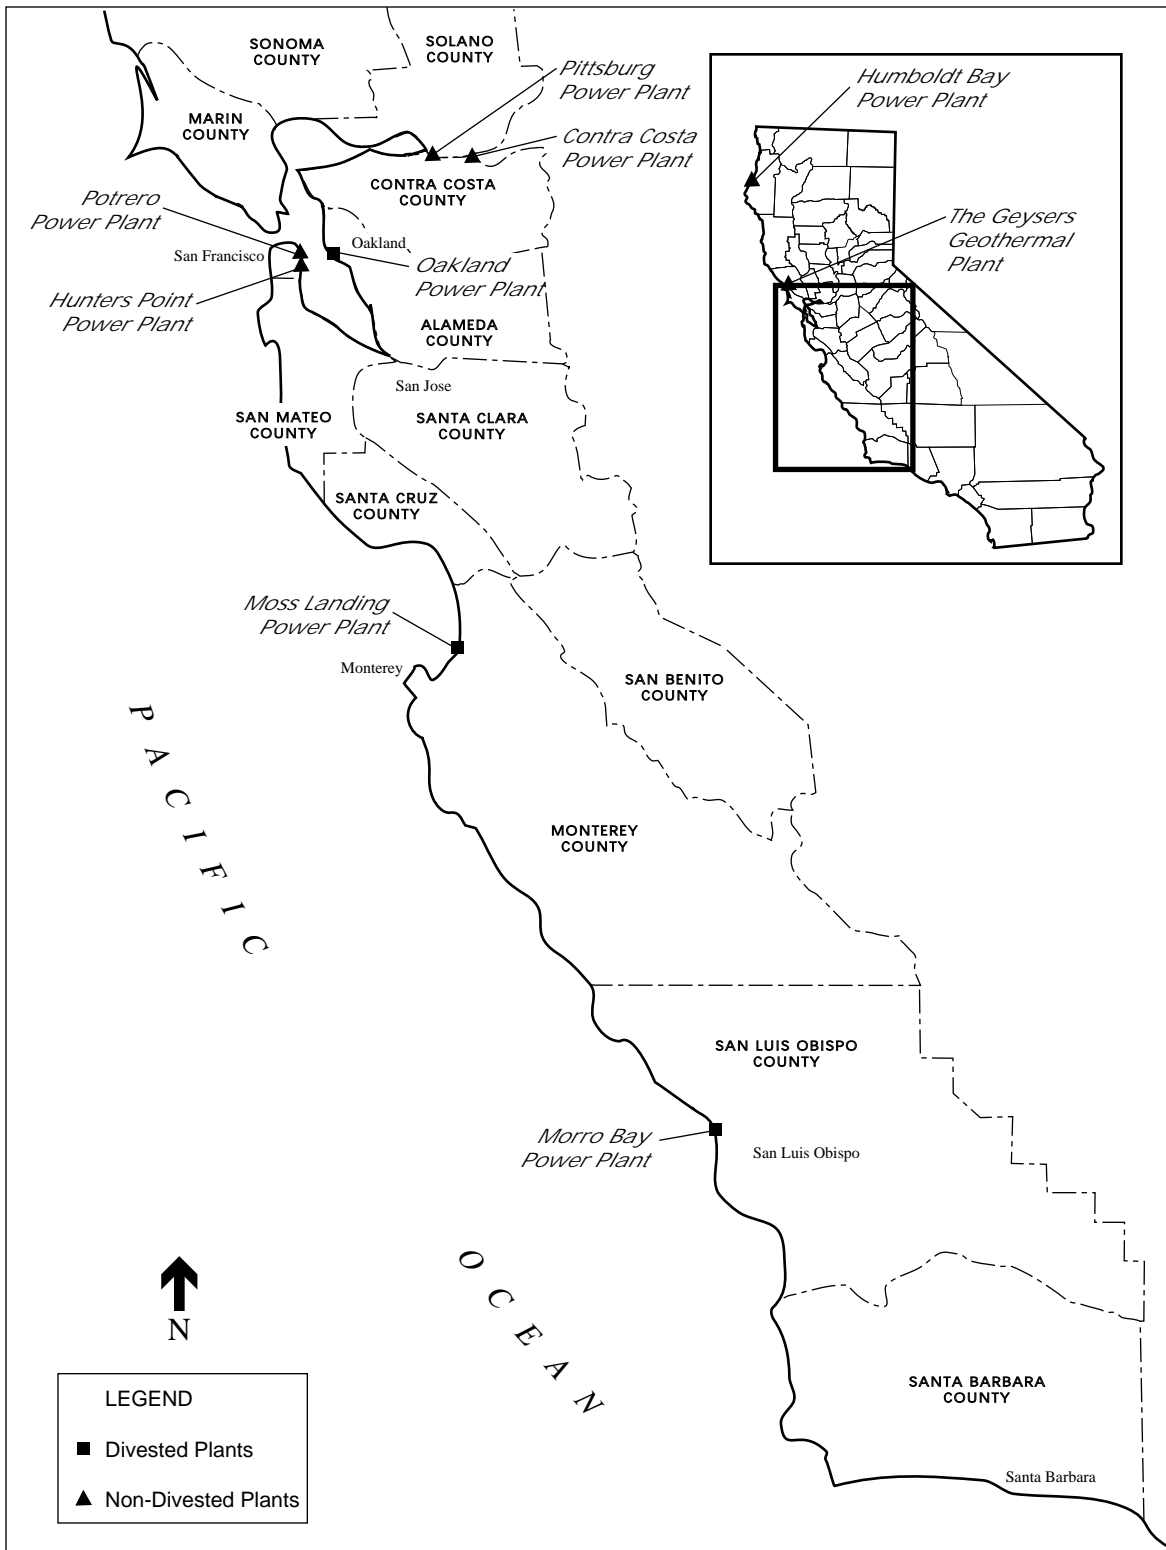 SONOMA
COUNTY
SOLANO
COUNTY
Pittsburg
Power Plant
Humboldt Bay
Power Plant
MARIN
COUNTY
Contra Costa
Power Plant
CONTRA COSTA
COUNTY
Potrero
Power Plant
The Geysers
Geothermal
Plant
San Francisco
Oakland
Oakland
Power Plant
Hunters Point
Power Plant
ALAMEDA
COUNTY
San Jose
SAN MATEO
COUNTY
SANTA CLARA
COUNTY
SANTA CRUZ
COUNTY
Moss Landing
Power Plant
Monterey
SAN BENITO
COUNTY
PACIFIC
MONTEREY
COUNTY
SAN LUIS OBISPO
COUNTY
Morro Bay
Power Plant
San Luis Obispo
OCEAN
N
SANTA BARBARA
COUNTY
Santa Barbara
LEGEND
Divested Plants
Non-Divested Plants